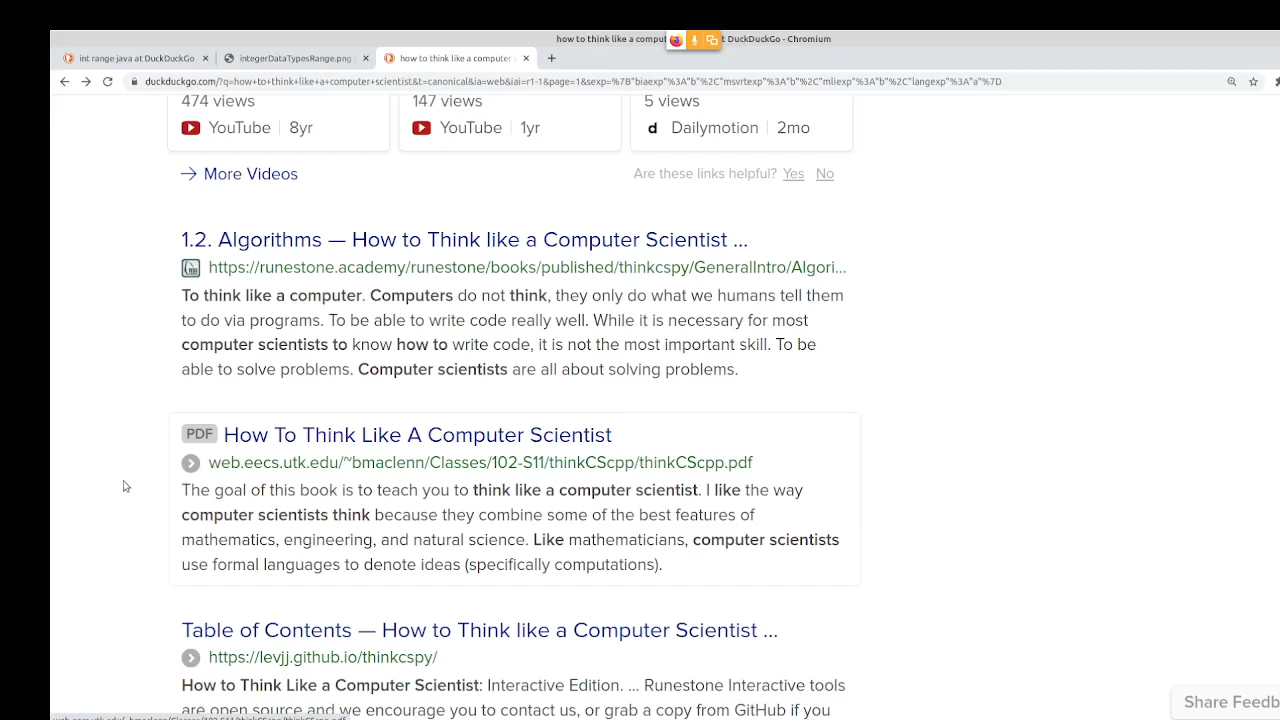 how to think like a comput t DuckDuckGo - Chromium
int range java at DuckDuckGo
integerDataTypesRange.png
how to think like a computer s
duckduckgo.com/?q=how+to+think+like+a+computer+scientist&t=canonical&ia=web&iai=r1-1&page=1&sexp=%7B"biaexp"%3A"b"%2C"msvrtexp"%3A"b"%2C"mliexp"%3A"b"%2C"langexp"%3A"a"%7D
474 views
147 views
5 views
YouTube 8yr
YouTube 1yr
d Dailymotion 2mo
More Videos
Are these links helpful? Yes No
1.2. Algorithms — How to Think like a Computer Scientist ...
https://runestone.academy/runestone/books/published/thinkcspy/GeneralIntro/Algori...
To think like a computer. Computers do not think, they only do what we humans tell them
to do via programs. To be able to write code really well. While it is necessary for most
computer scientists to know how to write code, it is not the most important skill. To be
able to solve problems. Computer scientists are all about solving problems.
PDF How To Think Like A Computer Scientist
web.eecs.utk.edu/~bmaclenn/Classes/102-S11/thinkCScpp/thinkCScpp.pdf
The goal of this book is to teach you to think like a computer scientist. I like the way
computer scientists think because they combine some of the best features of
mathematics, engineering, and natural science. Like mathematicians, computer scientists
use formal languages to denote ideas (specifically computations).
Table of Contents — How to Think like a Computer Scientist ...
https://levjj.github.io/thinkcspy/
How to Think Like a Computer Scientist: Interactive Edition. ... Runestone Interactive tools
are open source and we encourage you to contact us, or grab a copy from GitHub if you
Share Feedb